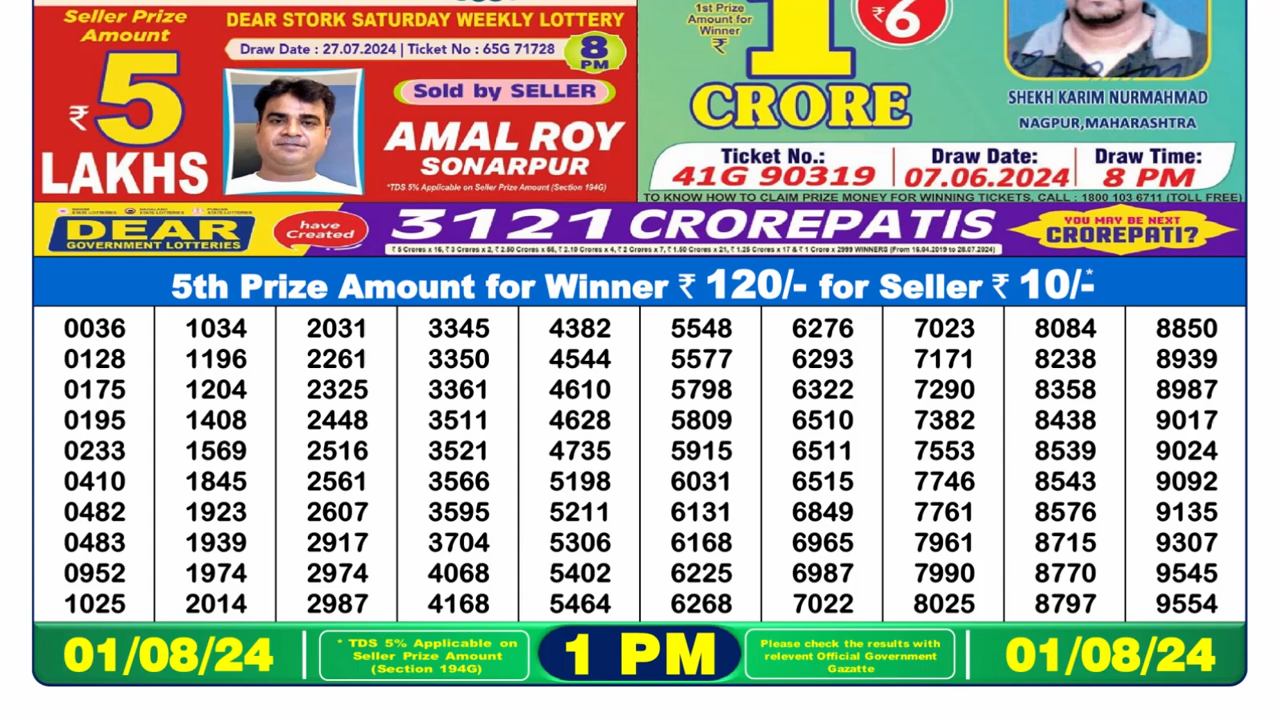 Seller Prize
Amount
₹ 5
LAKHS
DEAR STORK SATURDAY WEEKLY LOTTERY
Draw Date : 27.07.2024 | Ticket No : 65G 71728
8
PM
Sold by SELLER
AMAL ROY
SONARPUR
*TDS 5% Applicable on Seller Prize Amount (Section 194G)
1st Prize
Amount for
Winner
₹
1
CRORE
₹6
SHEKH KARIM NURMAHMAD
NAGPUR,MAHARASHTRA
Ticket No.: Draw Date: Draw Time:
41G 90319 07.06.2024 8 PM
TO KNOW HOW TO CLAIM PRIZE MONEY FOR WINNING TICKETS, CALL : 1800 103 6711 (TOLL FREE)
DEAR
GOVERNMENT LOTTERIES
have
Created
3121 CROREPATIS
YOU MAY BE NEXT
CROREPATI?
5th Prize Amount for Winner ₹ 120/- for Seller ₹ 10/-*
0036 1034 2031 3345 4382 5548 6276 7023 8084 8850
0128 1196 2261 3350 4544 5577 6293 7171 8238 8939
0175 1204 2325 3361 4610 5798 6322 7290 8358 8987
0195 1408 2448 3511 4628 5809 6510 7382 8438 9017
0233 1569 2516 3521 4735 5915 6511 7553 8539 9024
0410 1845 2561 3566 5198 6031 6515 7746 8543 9092
0482 1923 2607 3595 5211 6131 6849 7761 8576 9135
0483 1939 2917 3704 5306 6168 6965 7961 8715 9307
0952 1974 2974 4068 5402 6225 6987 7990 8770 9545
1025 2014 2987 4168 5464 6268 7022 8025 8797 9554
01/08/24
* TDS 5% Applicable on
Seller Prize Amount
(Section 194G)
1 PM
Please check the results with
relevent Official Government
Gazatte
01/08/24